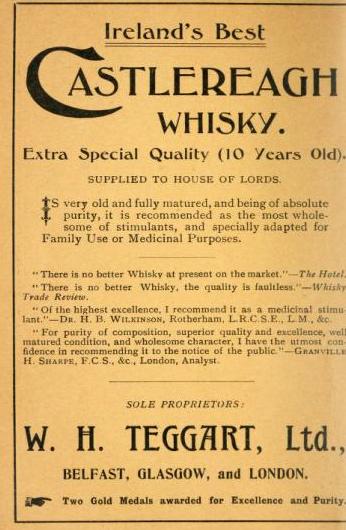 Ireland's Best
CASTLEREAGH
WHISKY.
Extra Special Quality (10 Years Old).
SUPPLIED TO HOUSE OF LORDS.
IS very old and fully matured, and being of absolute
purity, it is recommended as the most whole-
some of stimulants, and specially adapted for
Family Use or Medicinal Purposes.
"There is no better Whisky at present on the market."—The Hotel.
"There is no better Whisky, the quality is faultless."—Whisky
Trade Review.
"Of the highest excellence, I recommend it as a medicinal stimu-
lant."—DR. H. B. WILKINSON, Rotherham, L.R.C.S.E., L.M., &c.
"For purity of composition, superior quality and excellence, well
matured condition, and wholesome character, I have the utmost con-
fidence in recommending it to the notice of the public."—GRANVILLE
H. SHARPE, F.C.S., &c., London, Analyst.
SOLE PROPRIETORS:
W. H. TEGGART, Ltd.,
BELFAST, GLASGOW, and LONDON.
Two Gold Medals awarded for Excellence and Purity.